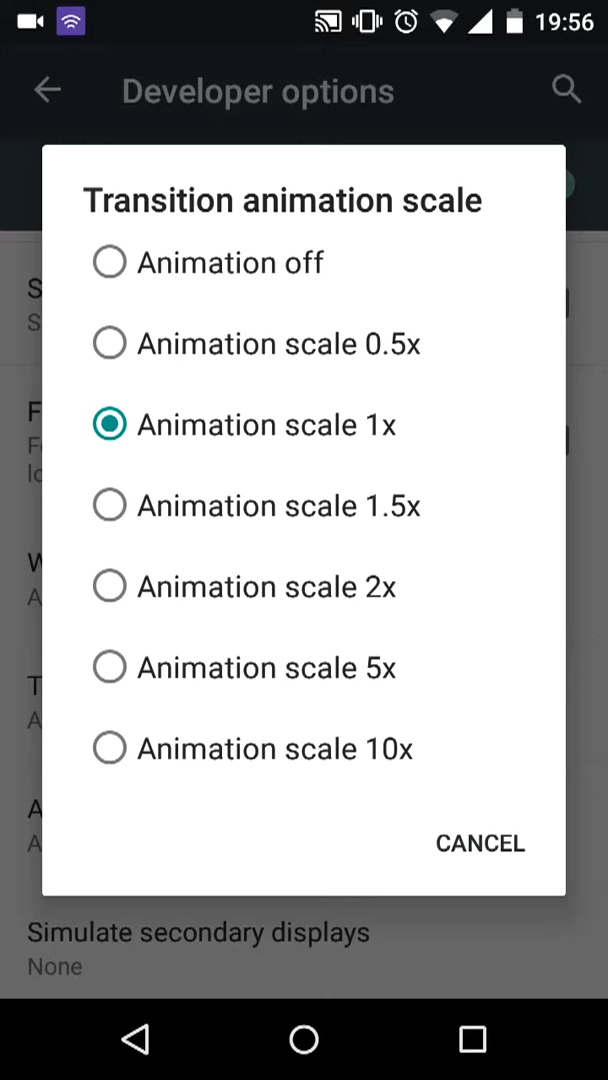 19:56
Developer options
Transition animation scale
Animation off
S
Animation scale 0.5x
S
F
Animation scale 1x
F
lo
Animation scale 1.5x
W
Animation scale 2x
A
Animation scale 5x
T
A
Animation scale 10x
A
A
CANCEL
Simulate secondary displays
None